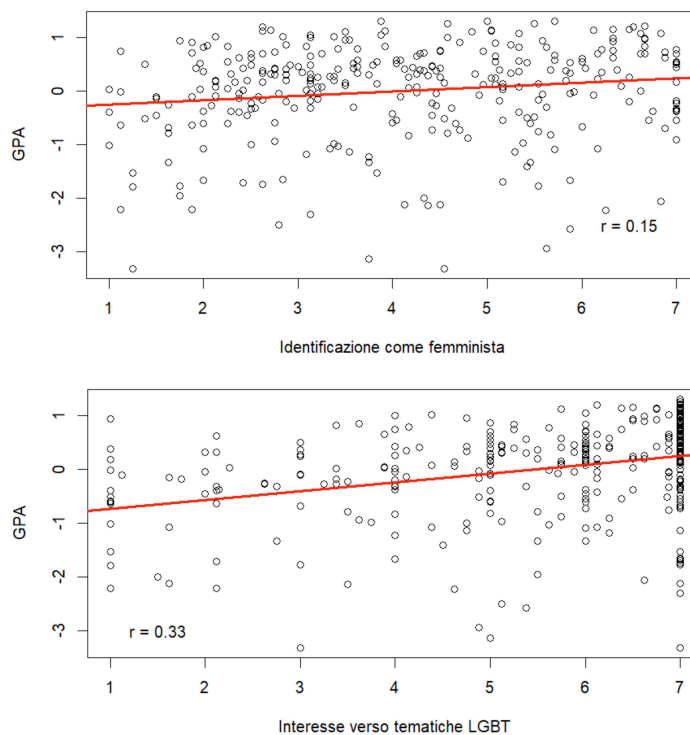 1
0
GPA
-1
-2
-3
r = 0.15
1 2 3 4 5 6 7
Identificazione come femminista
1
0
GPA
-1
-2
-3
r = 0.33
1 2 3 4 5 6 7
Interesse verso tematiche LGBT